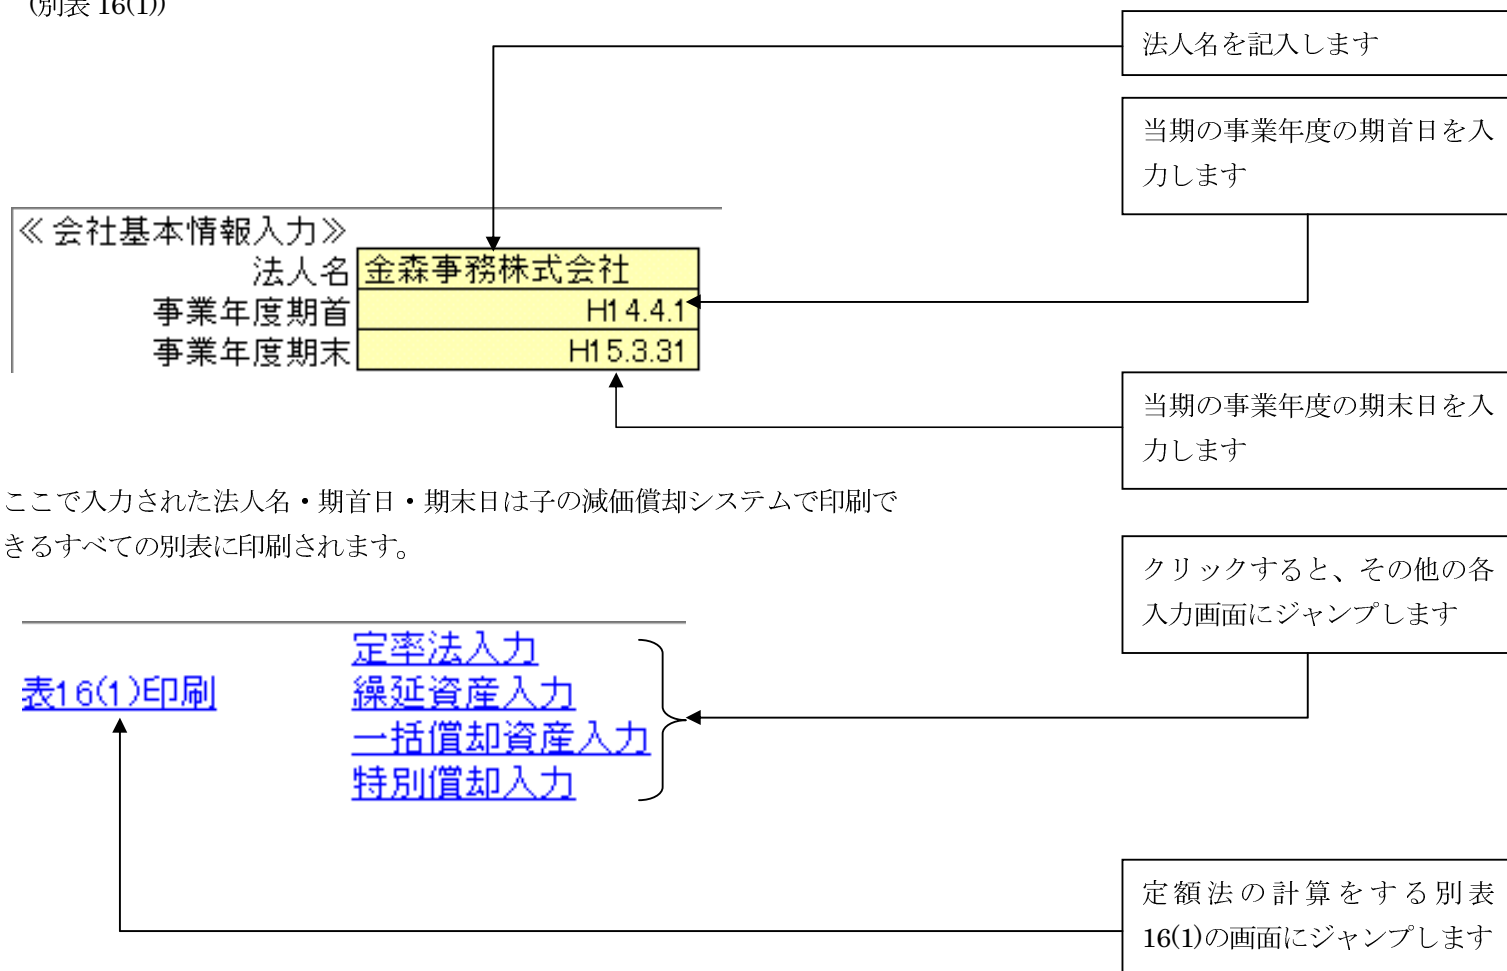 (別表 16(1))
法人名を記入します
当期の事業年度の期首日を入
力します
≪会社基本情報入力≫
法人名 金森事務株式会社
事業年度期首 H14.4.1
事業年度期末 H15.3.31
当期の事業年度の期末日を入
力します
ここで入力された法人名・期首日・期末日は子の減価償却システムで印刷で
きるすべての別表に印刷されます。
クリックすると、その他の各
入力画面にジャンプします
定率法入力
表16(1)印刷 繰延資産入力
一括償却資産入力
特別償却入力
定額法の計算をする別表
16(1)の画面にジャンプします